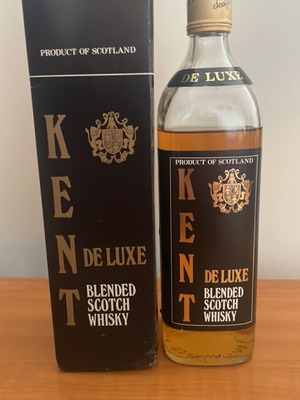 PRODUCT OF SCOTLAND
KENT
DE LUXE
BLENDED
SCOTCH
WHISKY
DE LUXE
PRODUCT OF SCOTLAND
KENT
DE LUXE
BLENDED
SCOTCH
WHISKY